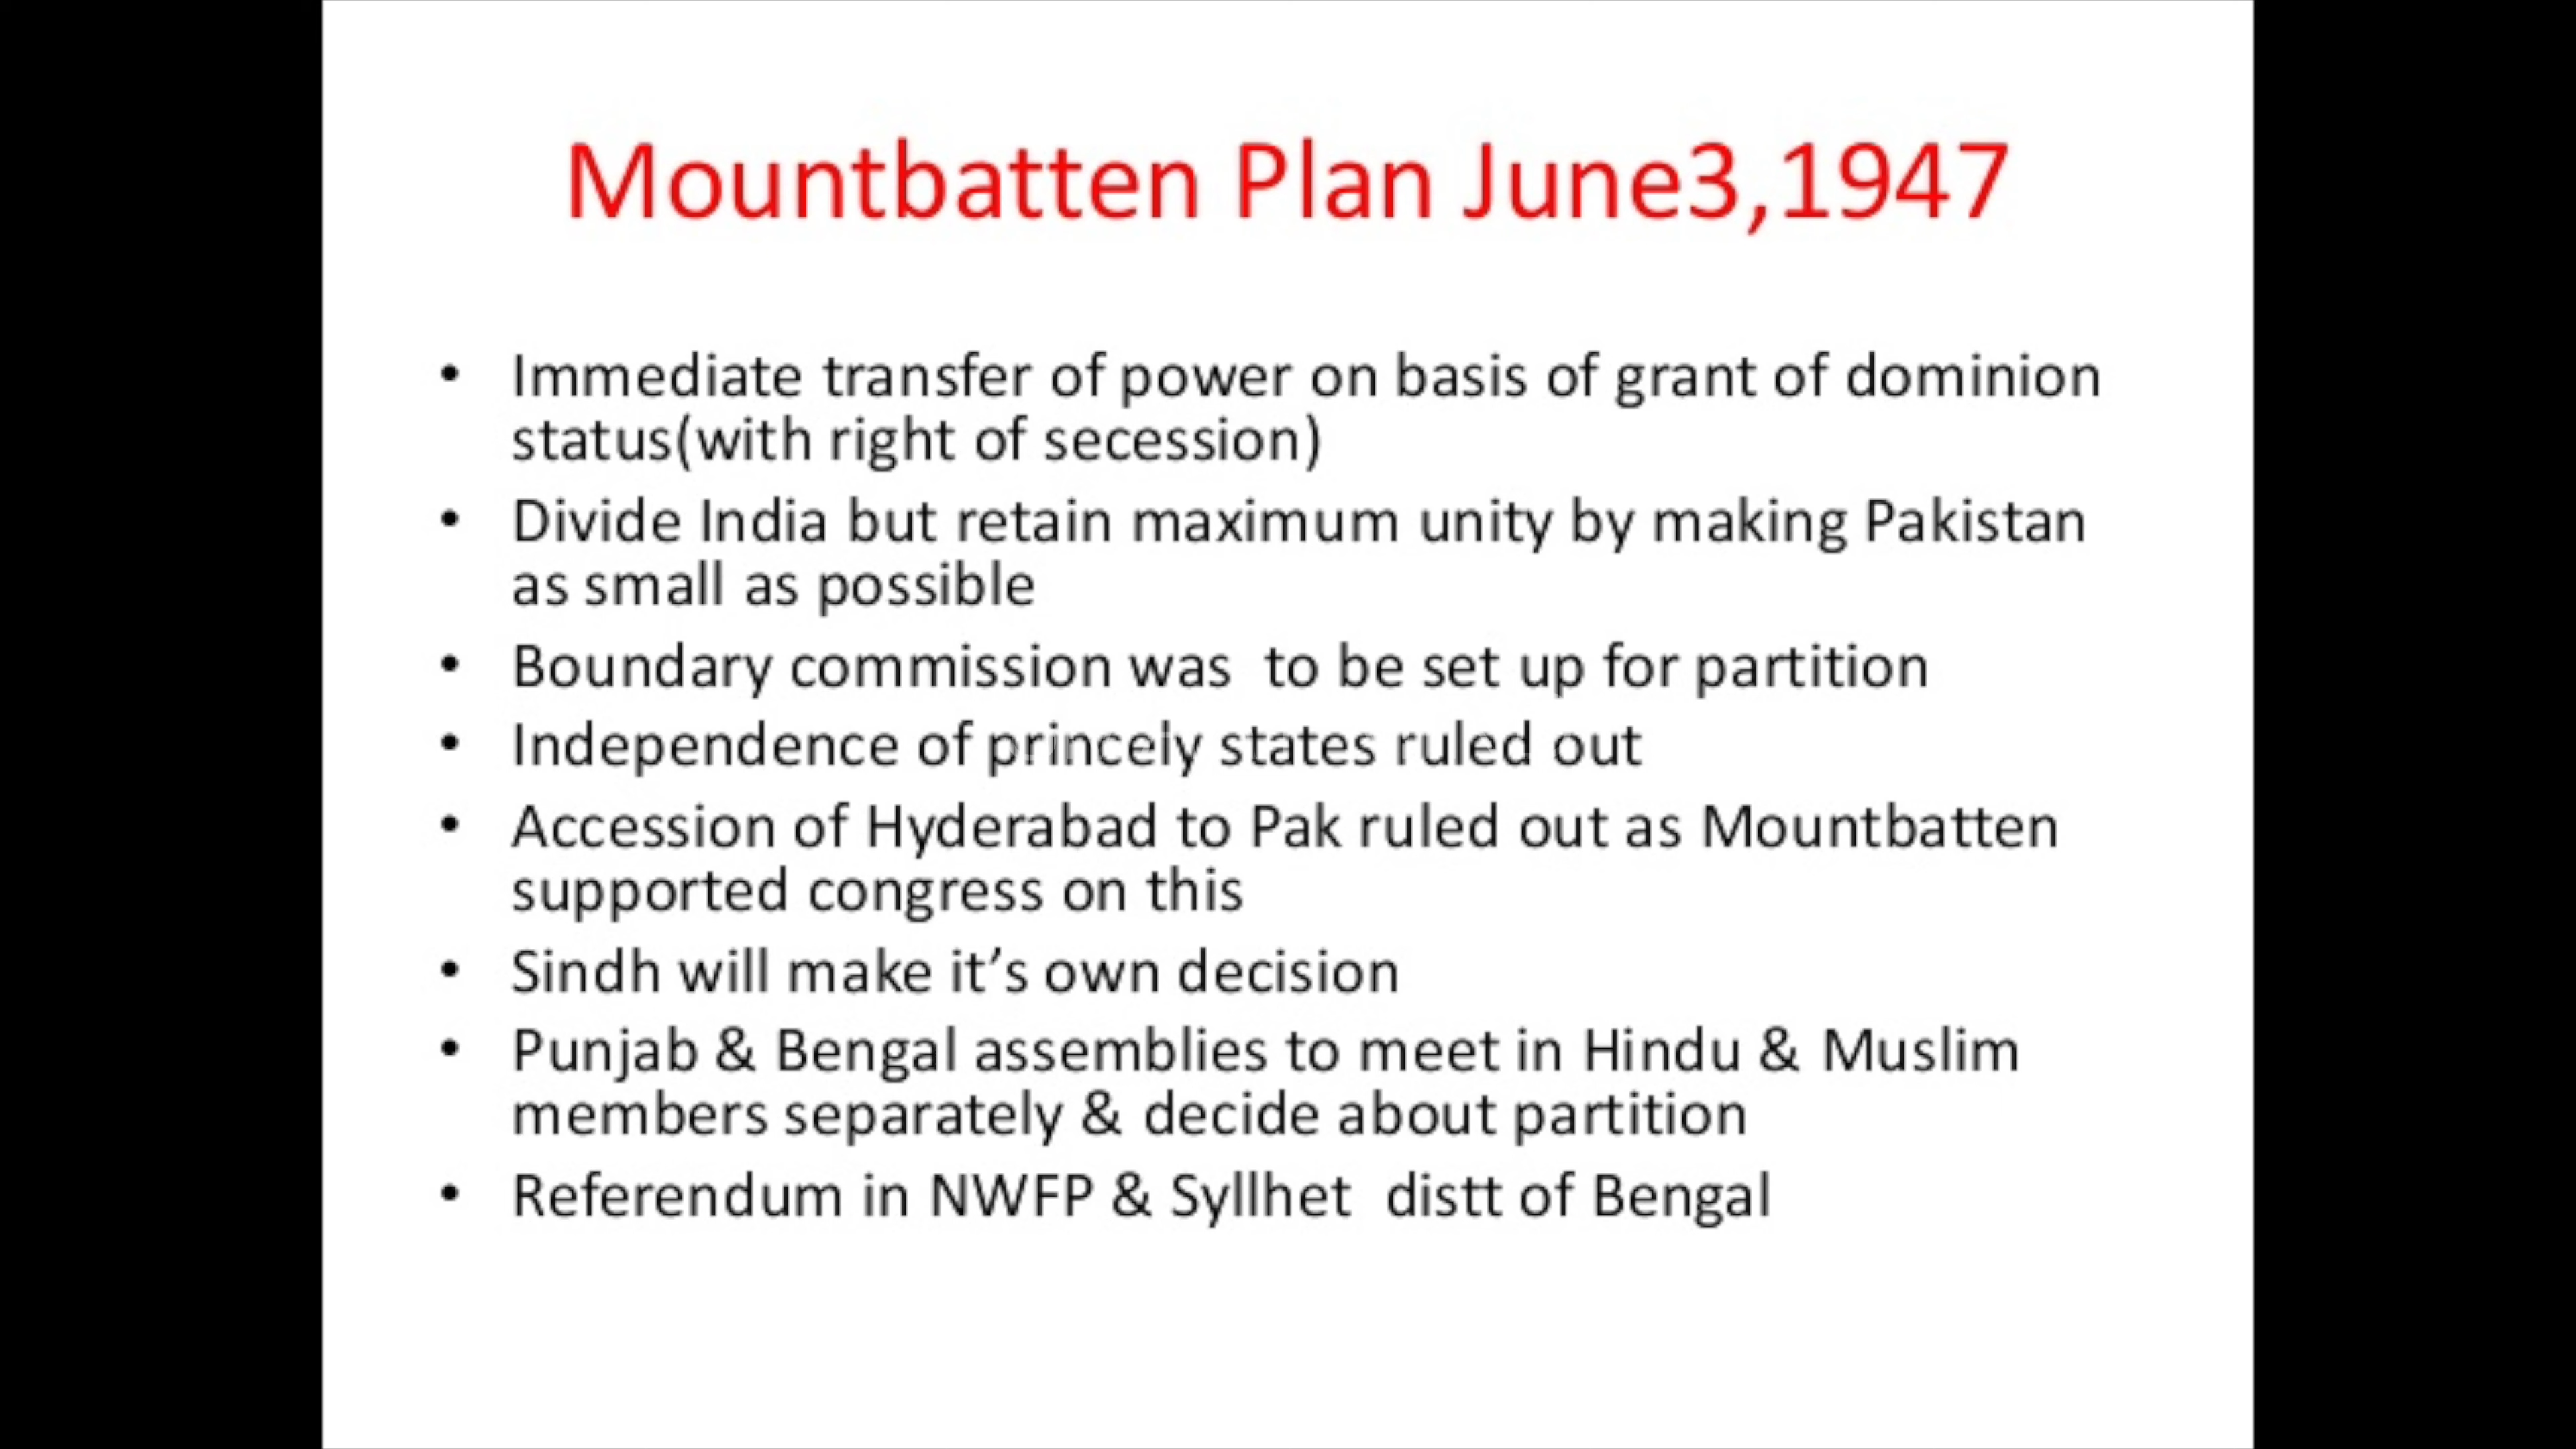 Mountbatten Plan June3,1947
• Immediate transfer of power on basis of grant of dominion
status(with right of secession)
• Divide India but retain maximum unity by making Pakistan
as small as possible
• Boundary commission was  to be set up for partition
• Independence of princely states ruled out
• Accession of Hyderabad to Pak ruled out as Mountbatten
supported congress on this
• Sindh will make it’s own decision
• Punjab & Bengal assemblies to meet in Hindu & Muslim
members separately & decide about partition
• Referendum in NWFP & Syllhet  distt of Bengal